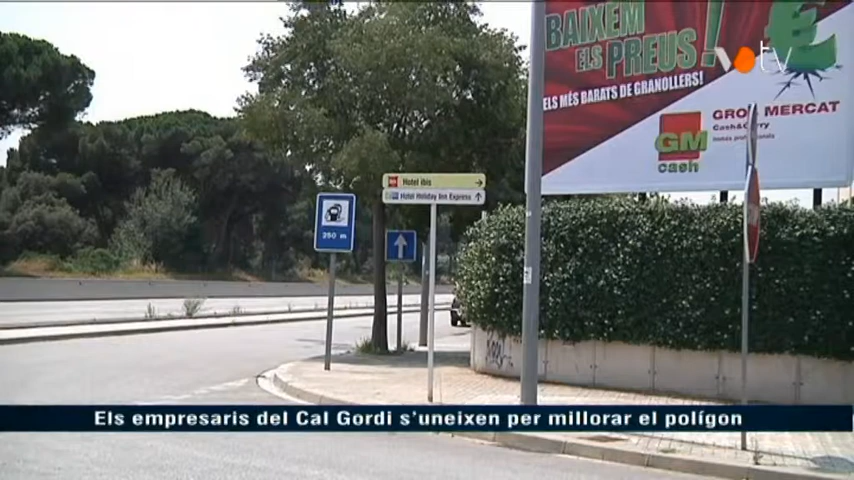 BAIXEM
ELS PREUS!
ELS MÉS BARATS DE GRANOLLERS!
votv
GM
cash
GROS MERCAT
Cash&Carry
Hotel ibis
Hotel Holiday Inn Express
250 m
Els empresaris del Cal Gordi s'uneixen per millorar el polígon